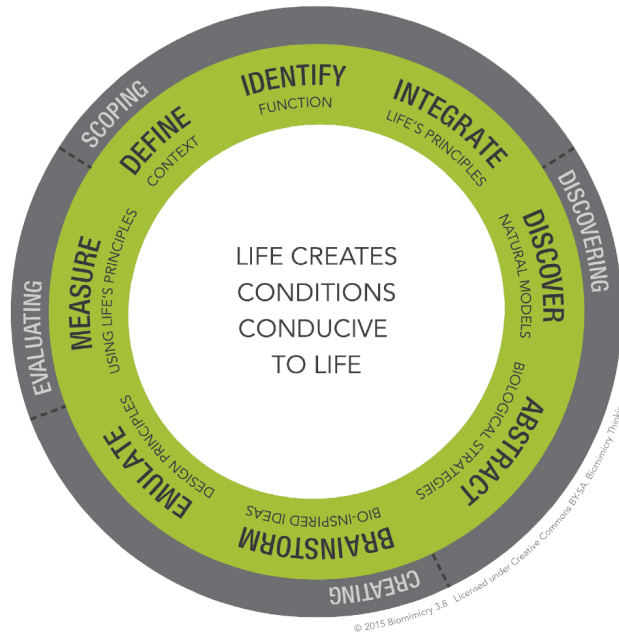 SCOPING
IDENTIFY
FUNCTION
INTEGRATE
LIFE'S PRINCIPLES
DISCOVERING
DISCOVER
NATURAL MODELS
ABSTRACT
BIOLOGICAL STRATEGIES
CREATING
BRAINSTORM
BIO-INSPIRED IDEAS
EMULATE
DESIGN PRINCIPLES
EVALUATING
MEASURE
USING LIFE'S PRINCIPLES
DEFINE
CONTEXT
LIFE CREATES
CONDITIONS
CONDUCIVE
TO LIFE
© 2015 Biomimicry 3.8 Licensed under Creative Commons BY-SA. Biomimicry